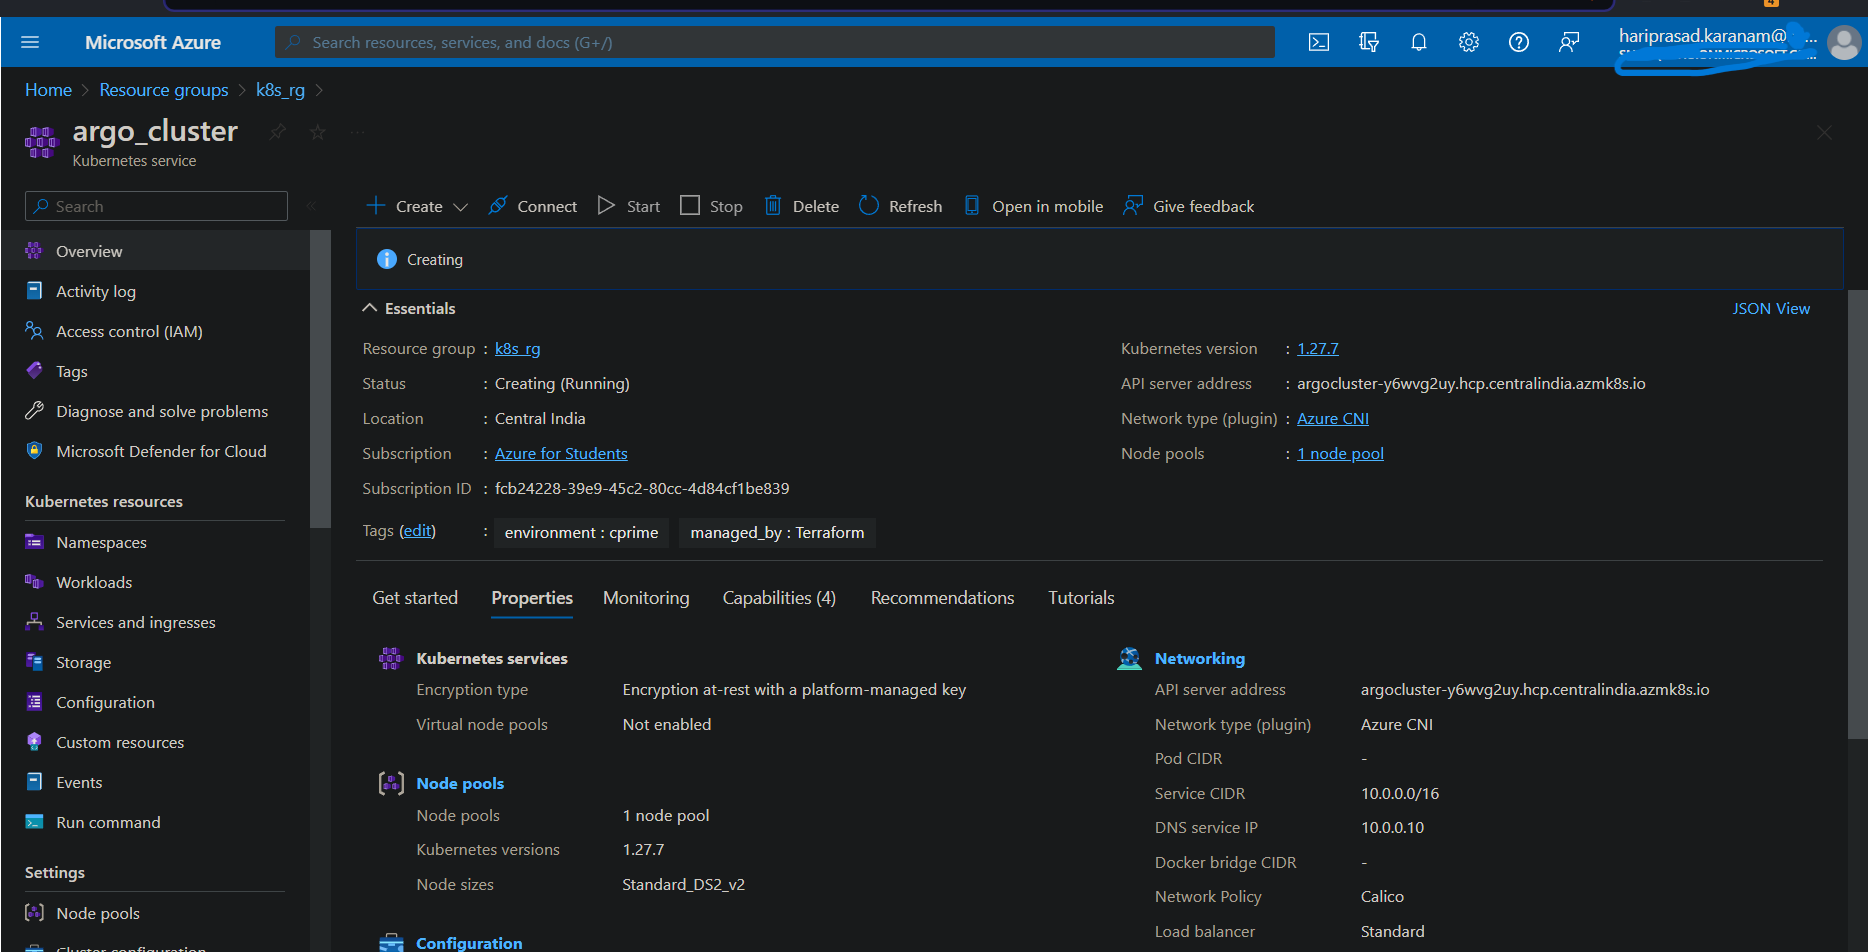 4
Microsoft Azure
Search resources, services, and docs (G+/)
hariprasad.karanam@
...
Home > Resource groups > k8s_rg >
argo_cluster
...
Kubernetes service
Search
«
Create
Connect
Start
Stop
Delete
Refresh
Open in mobile
Give feedback
Overview
Activity log
Access control (IAM)
Tags
Diagnose and solve problems
Microsoft Defender for Cloud
Kubernetes resources
Namespaces
Workloads
Services and ingresses
Storage
Configuration
Custom resources
Events
Run command
Settings
Node pools
Cluster configuration
Creating
Essentials
JSON View
Resource group : k8s_rg
Status : Creating (Running)
Location : Central India
Subscription : Azure for Students
Subscription ID : fcb24228-39e9-45c2-80cc-4d84cf1be839
Kubernetes version : 1.27.7
API server address : argocluster-y6wvg2uy.hcp.centralindia.azmk8s.io
Network type (plugin) : Azure CNI
Node pools : 1 node pool
Tags (edit) : environment : cprime managed_by : Terraform
Get started Properties Monitoring Capabilities (4) Recommendations Tutorials
Kubernetes services
Encryption type Encryption at-rest with a platform-managed key
Virtual node pools Not enabled
Node pools
Node pools 1 node pool
Kubernetes versions 1.27.7
Node sizes Standard_DS2_v2
Configuration
Networking
API server address argocluster-y6wvg2uy.hcp.centralindia.azmk8s.io
Network type (plugin) Azure CNI
Pod CIDR -
Service CIDR 10.0.0.0/16
DNS service IP 10.0.0.10
Docker bridge CIDR -
Network Policy Calico
Load balancer Standard